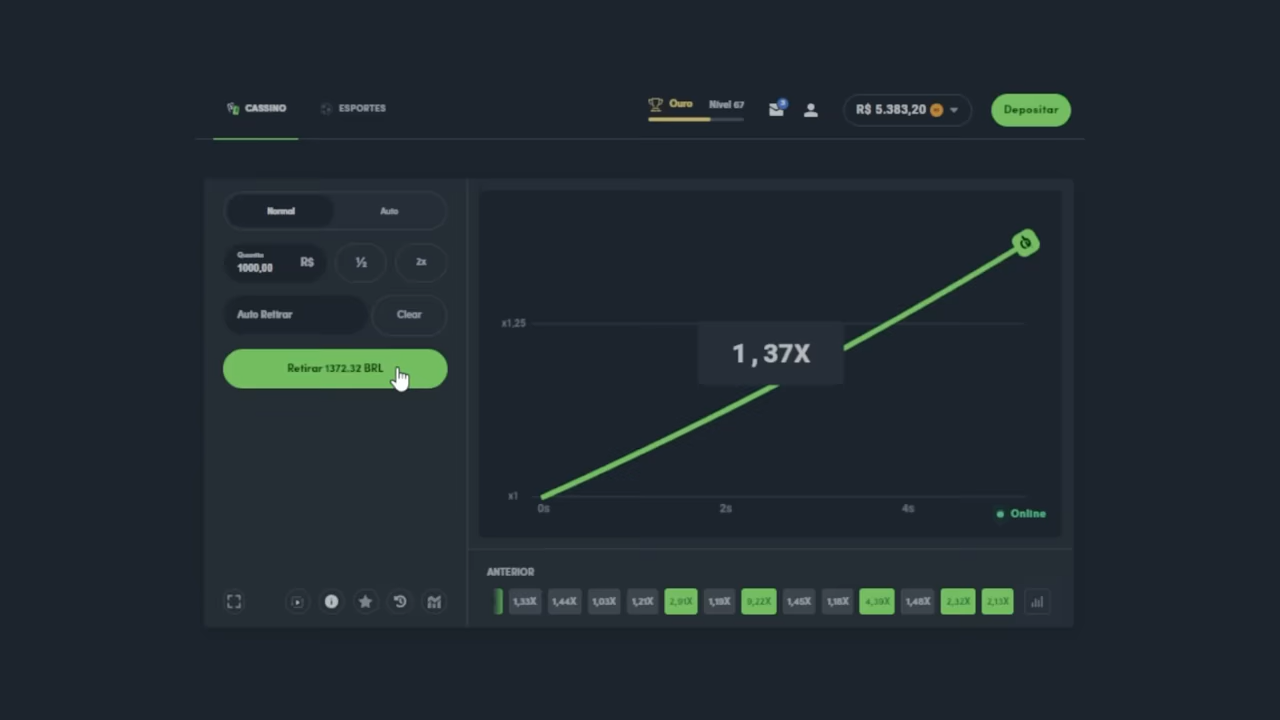 CASSINO
ESPORTES
Ouro
Nível 67
3
R$ 5.383,20
Depositar
Normal
Auto
Quantia
1000,00
R$
½
2x
Auto Retirar
Clear
Retirar 1372.32 BRL
x1,25
1,37X
x1
0s
2s
4s
Online
ANTERIOR
1,33X
1,44X
1,03X
1,21X
2,91X
1,19X
9,22X
1,45X
1,18X
4,39X
1,48X
2,32X
2,13X